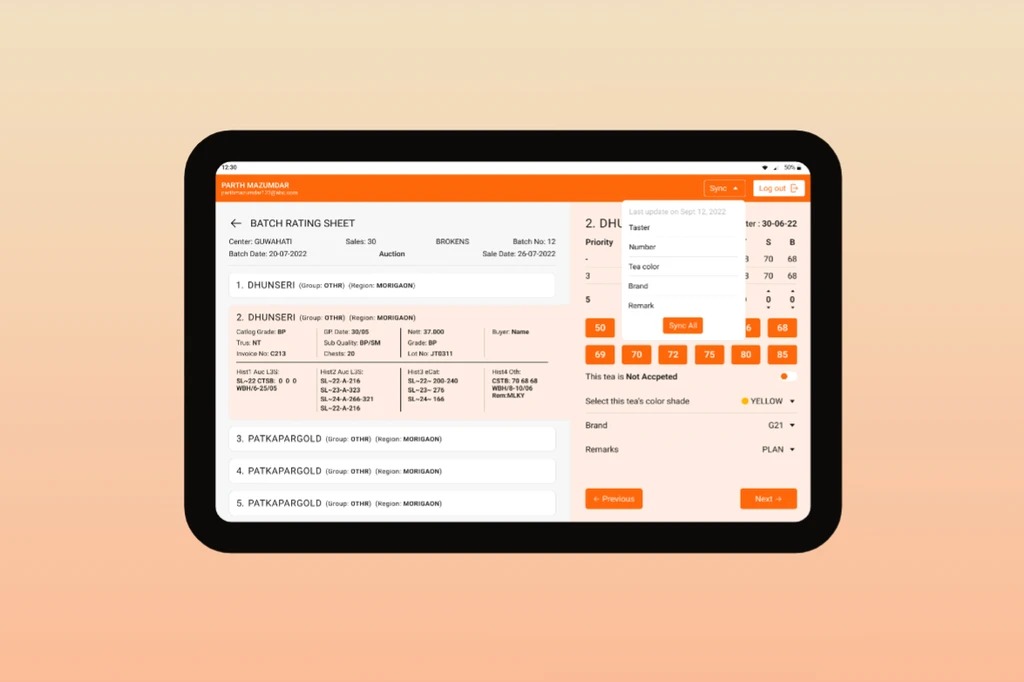 12:30
50%
PARTH MAZUMDAR
Sync
Log out
← BATCH RATING SHEET
Center: GUWAHATI Sales: 30 BROKENS Batch No: 12
Batch Date: 20-07-2022 Auction Sale Date: 26-07-2022
1. DHUNSERI (Group: OTHR) (Region: MORIGAON)
2. DHUNSERI (Group: OTHR) (Region: MORIGAON)
Catlog Grade: BP GP. Date: 30/05 Nett: 37.000 Buyer: Name
Trus: NT Sub Quality: BP/SM Grade: BP
Invoice No: C213 Chests: 20 Lot No: JT0311
Hist1 Auc L3S: Hist2 Auc L3S: Hist3 eCat: Hist4 Oth:
SL-22 CTSB: 0 0 0 SL-22-A-216 SL-22- 200-240 CSTB: 70 68 68
WBH/6-25/05 SL-23-A-323 SL-23- 276 WBH/8-10/06
SL-24-A-266-321 SL-24- 166 Rem:MLKY
SL-22-A-216
3. PATKAPARGOLD (Group: OTHR) (Region: MORIGAON)
4. PATKAPARGOLD (Group: OTHR) (Region: MORIGAON)
5. PATKAPARGOLD (Group: OTHR) (Region: MORIGAON)
2. DHU
ter : 30-06-22
Last update on Sept 12, 2022
Taster
Number
Tea color
Brand
Remark
Sync All
Priority S B
- 70 68
3 70 68
5 0 0
50 6 68
69 70 72 75 80 85
This tea is Not Accpeted
Select this tea's color shade YELLOW
Brand G21
Remarks PLAN
← Previous
Next →